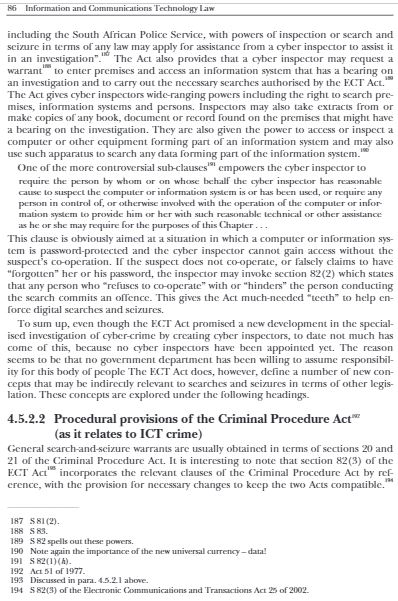 86 Information and Communications Technology Law
including the South African Police Service, with powers of inspection or search and
seizure in terms of any law may apply for assistance from a cyber inspector to assist it
in an investigation”.187 The Act also provides that a cyber inspector may request a
warrant188 to enter premises and access an information system that has a bearing on
an investigation and to carry out the necessary searches authorised by the ECT Act.189
The Act gives cyber inspectors wide-ranging powers including the right to search pre-
mises, information systems and persons. Inspectors may also take extracts from or
make copies of any book, document or record found on the premises that might have
a bearing on the investigation. They are also given the power to access or inspect a
computer or other equipment forming part of an information system and may also
use such apparatus to search any data forming part of the information system.190
One of the more controversial sub-clauses191 empowers the cyber inspector to
require the person by whom or on whose behalf the cyber inspector has reasonable
cause to suspect the computer or information system is or has been used, or require any
person in control of, or otherwise involved with the operation of the computer or infor-
mation system to provide him or her with such reasonable technical or other assistance
as he or she may require for the purposes of this Chapter . . .
This clause is obviously aimed at a situation in which a computer or information sys-
tem is password-protected and the cyber inspector cannot gain access without the
suspect's co-operation. If the suspect does not co-operate, or falsely claims to have
“forgotten” her or his password, the inspector may invoke section 82(2) which states
that any person who “refuses to co-operate” with or “hinders” the person conducting
the search commits an offence. This gives the Act much-needed “teeth” to help en-
force digital searches and seizures.
To sum up, even though the ECT Act promised a new development in the special-
ised investigation of cyber-crime by creating cyber inspectors, to date not much has
come of this, because no cyber inspectors have been appointed yet. The reason
seems to be that no government department has been willing to assume responsibil-
ity for this body of people The ECT Act does, however, define a number of new con-
cepts that may be indirectly relevant to searches and seizures in terms of other legis-
lation. These concepts are explored under the following headings.
4.5.2.2 Procedural provisions of the Criminal Procedure Act192
(as it relates to ICT crime)
General search-and-seizure warrants are usually obtained in terms of sections 20 and
21 of the Criminal Procedure Act. It is interesting to note that section 82(3) of the
ECT Act193 incorporates the relevant clauses of the Criminal Procedure Act by ref-
erence, with the provision for necessary changes to keep the two Acts compatible.194
187 S 81(2).
188 S 83.
189 S 82 spells out these powers.
190 Note again the importance of the new universal currency – data!
191 S 82(1)(h).
192 Act 51 of 1977.
193 Discussed in para. 4.5.2.1 above.
194 S 82(3) of the Electronic Communications and Transactions Act 25 of 2002.